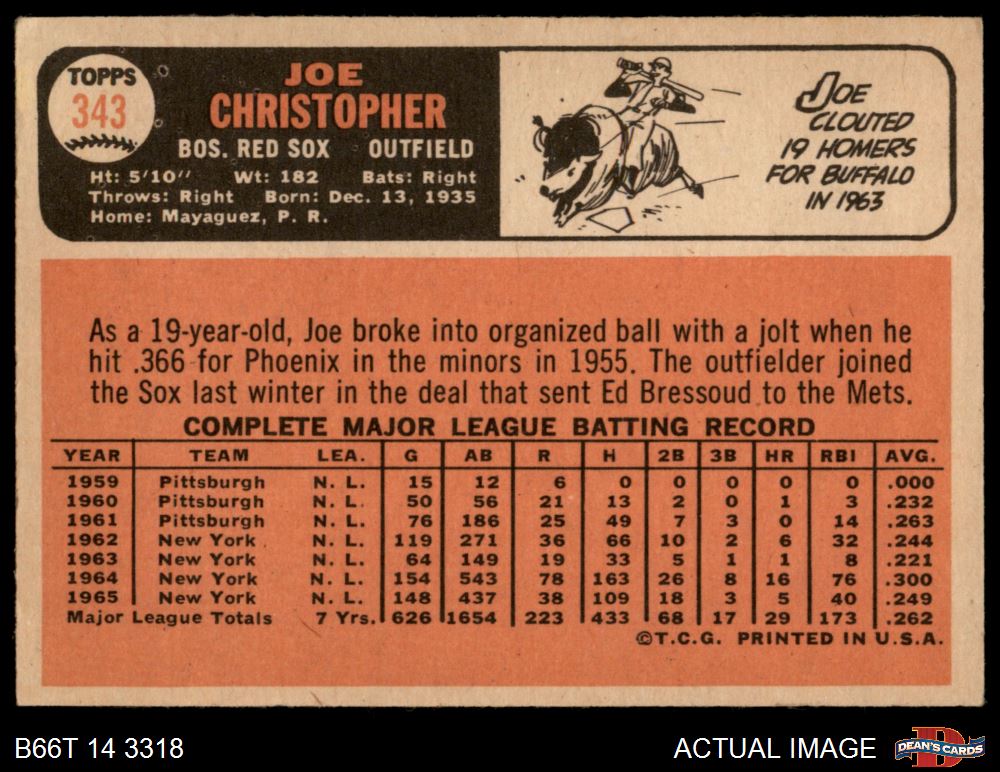 TOPPS
343
JOE
CHRISTOPHER
BOS. RED SOX OUTFIELD
Ht: 5'10" Wt: 182 Bats: Right
Throws: Right Born: Dec. 13, 1935
Home: Mayaguez, P. R.
JOE
CLOUTED
19 HOMERS
FOR BUFFALO
IN 1963
As a 19-year-old, Joe broke into organized ball with a jolt when he
hit .366 for Phoenix in the minors in 1955. The outfielder joined
the Sox last winter in the deal that sent Ed Bressoud to the Mets.
COMPLETE MAJOR LEAGUE BATTING RECORD
YEAR TEAM LEA. G AB R H 2B 3B HR RBI AVG.
1959 Pittsburgh N. L. 15 12 6 0 0 0 0 0 .000
1960 Pittsburgh N. L. 50 56 21 13 2 0 1 3 .232
1961 Pittsburgh N. L. 76 186 25 49 7 3 0 14 .263
1962 New York N. L. 119 271 36 66 10 2 6 32 .244
1963 New York N. L. 64 149 19 33 5 1 1 8 .221
1964 New York N. L. 154 543 78 163 26 8 16 76 .300
1965 New York N. L. 148 437 38 109 18 3 5 40 .249
Major League Totals 7 Yrs. 626 1654 223 433 68 17 29 173 .262
©T.C.G. PRINTED IN U.S.A.
B66T 14 3318
ACTUAL IMAGE
D
DEAN'S CARDS